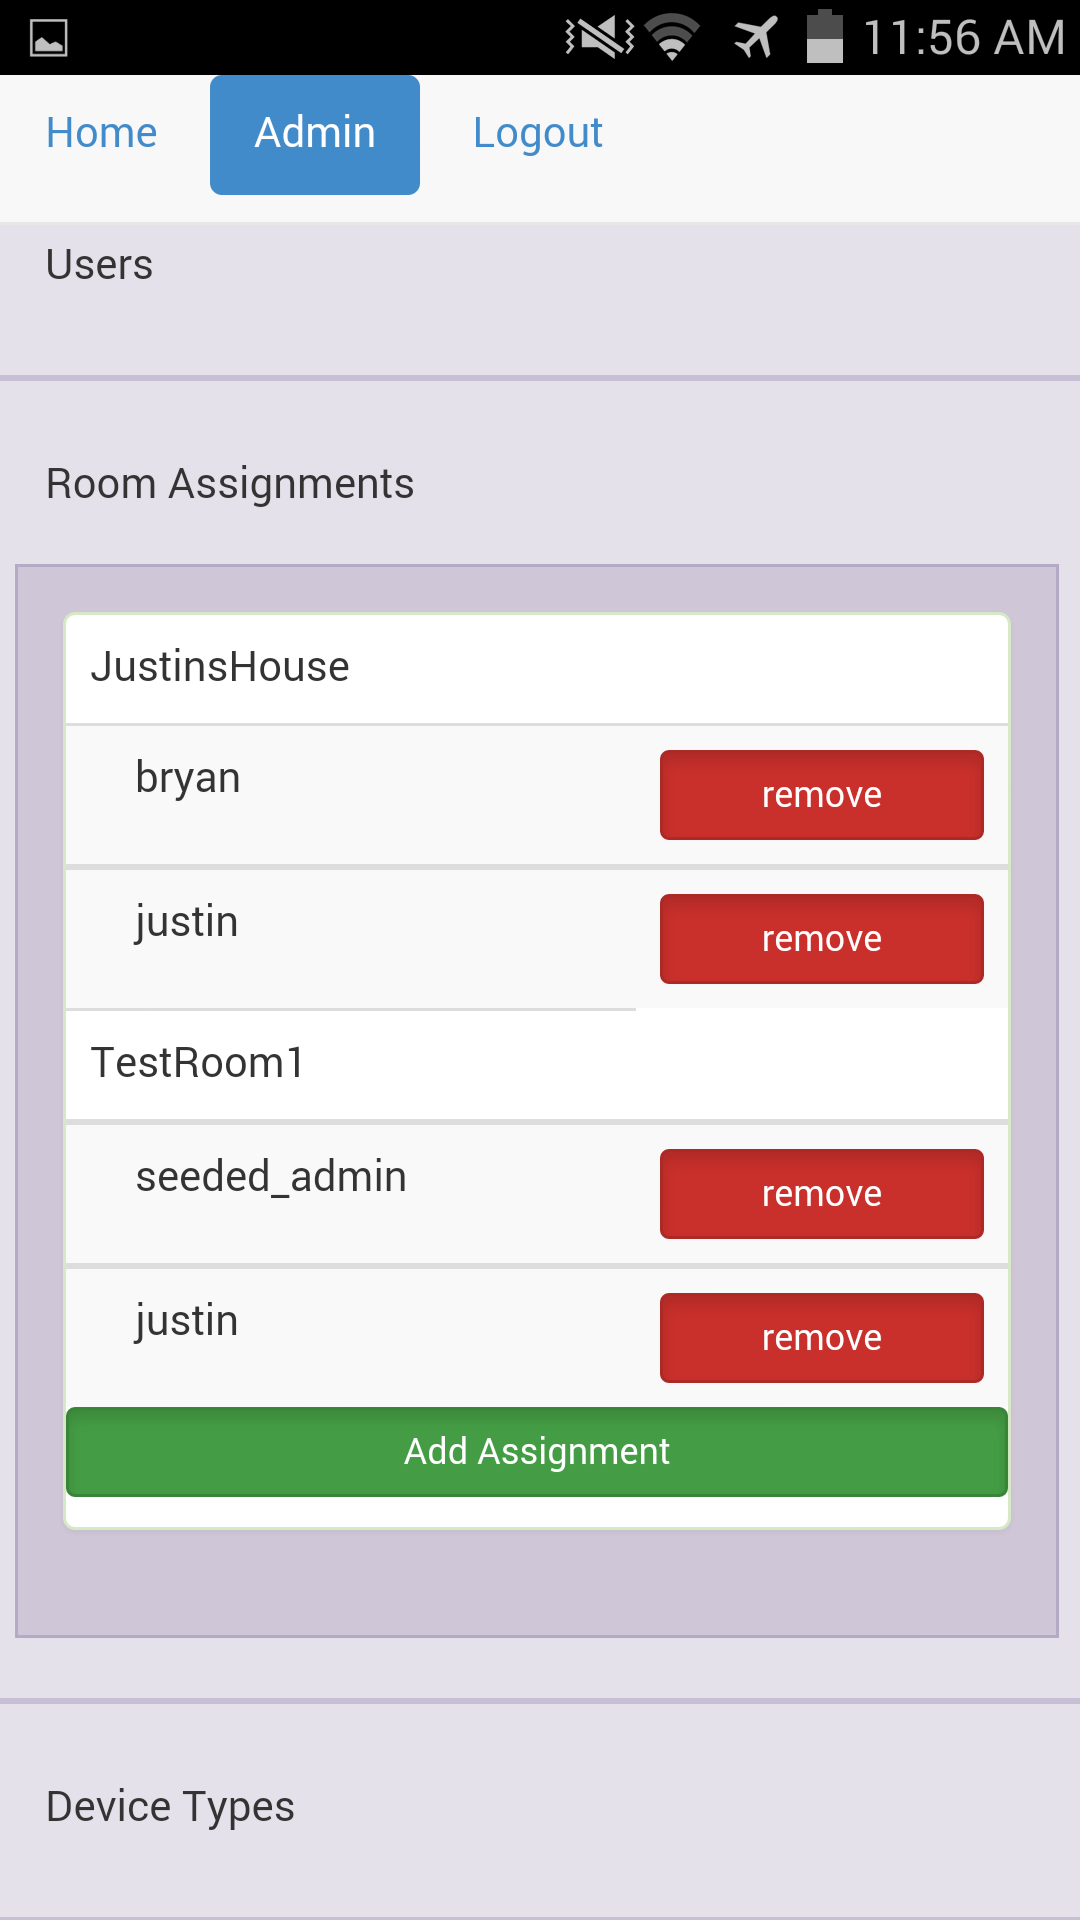 11:56 AM
Home Admin Logout
Users
Room Assignments
JustinsHouse
bryan remove
justin remove
TestRoom1
seeded_admin remove
justin remove
Add Assignment
Device Types